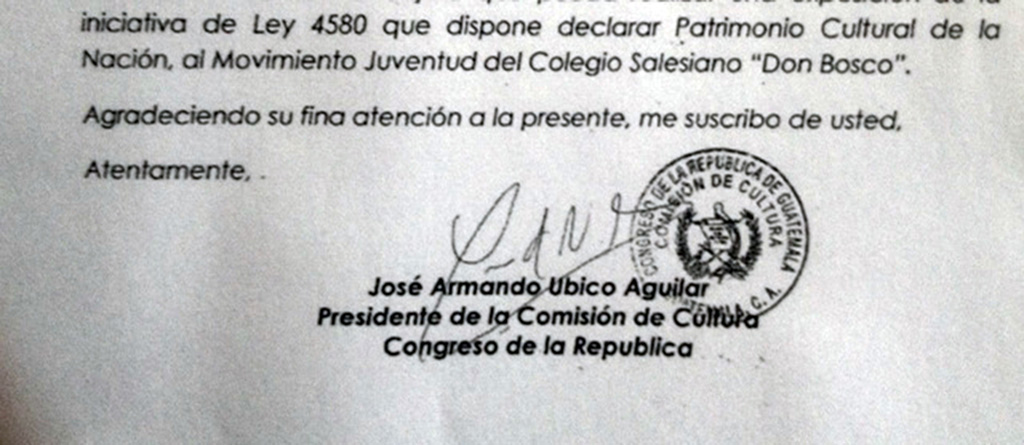 iniciativa de Ley 4580 que dispone declarar Patrimonio Cultural de la
Nación, al Movimiento Juventud del Colegio Salesiano "Don Bosco".
Agradeciendo su fina atención a la presente, me suscribo de usted,
Atentamente, .
CONGRESO DE LA REPUBLICA DE GUATEMALA
COMISIÓN DE CULTURA
GUATEMALA, C. A.
José Armando Ubico Aguilar
Presidente de la Comisión de Cultura
Congreso de la Republica